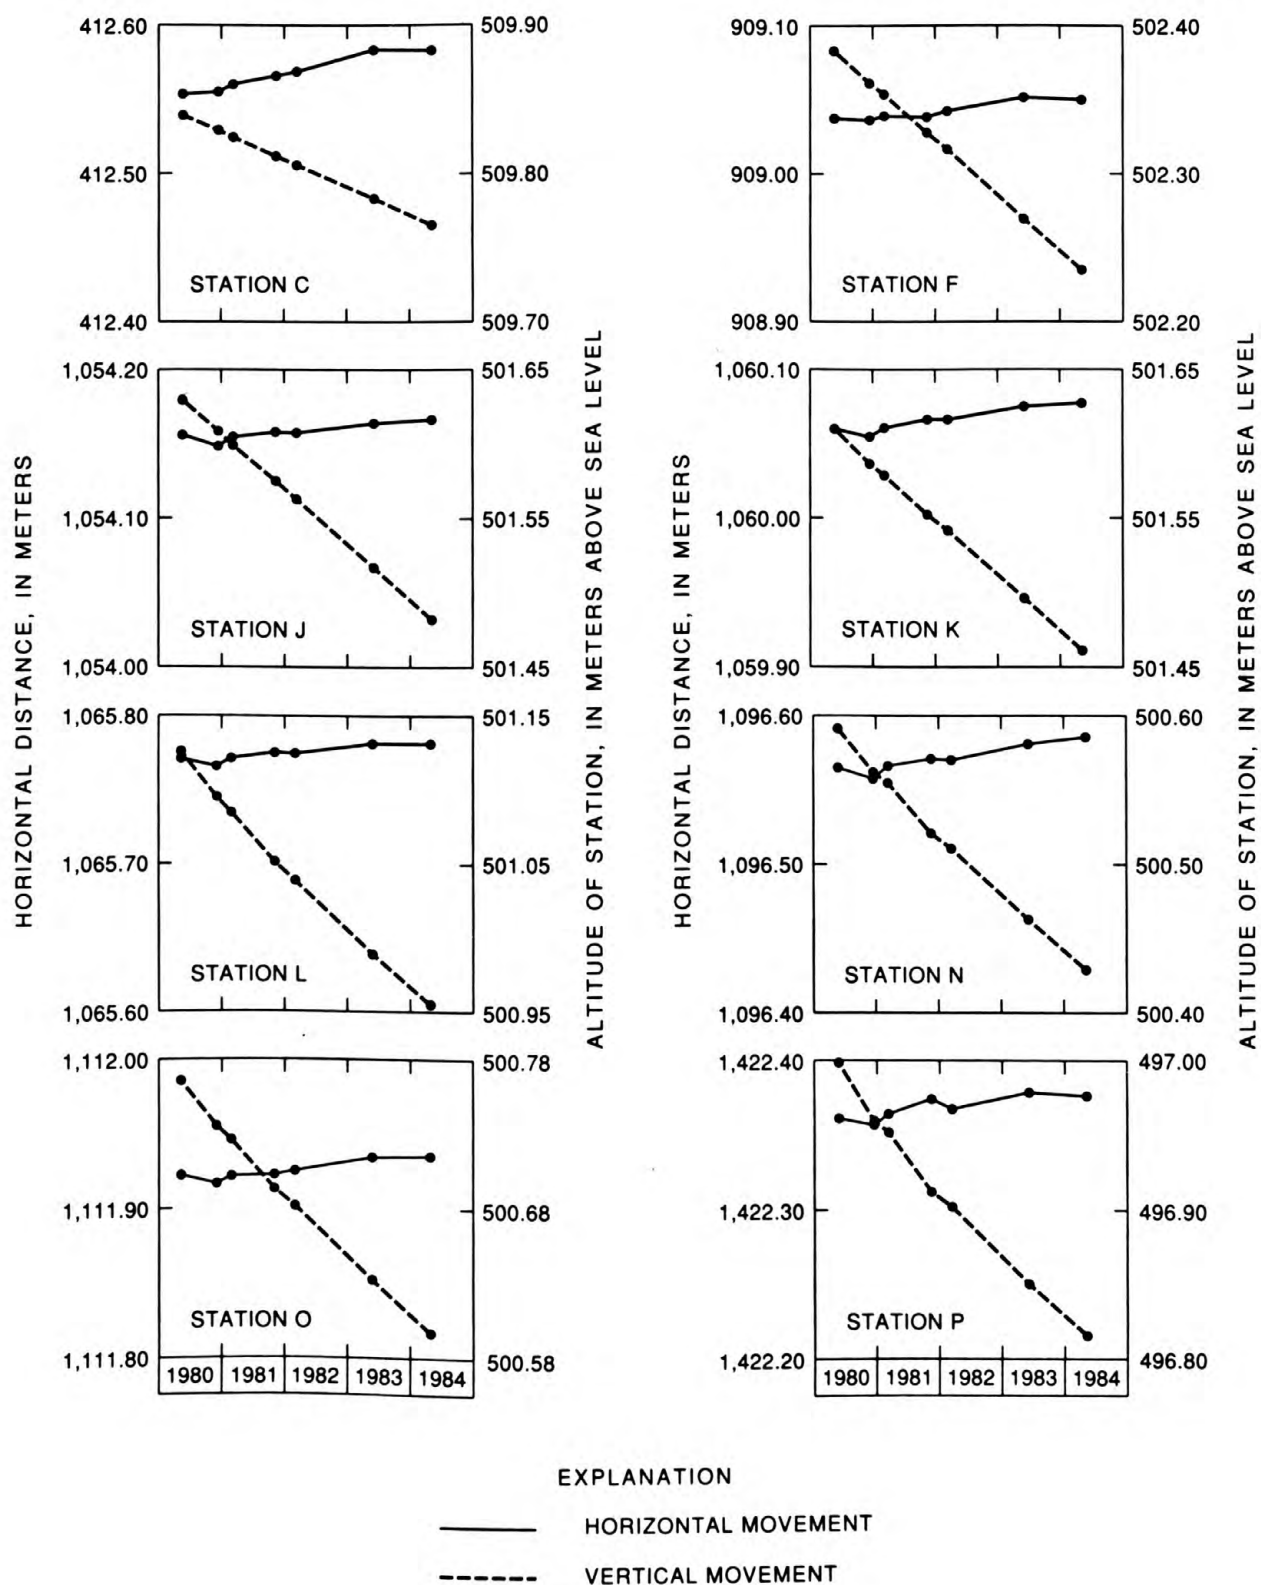 412.60
412.50
412.40
509.90
509.80
509.70
STATION C
909.10
909.00
908.90
502.40
502.30
502.20
STATION F
1,054.20
1,054.10
1,054.00
501.65
501.55
501.45
STATION J
1,060.10
1,060.00
1,059.90
501.65
501.55
501.45
STATION K
1,065.80
1,065.70
1,065.60
501.15
501.05
500.95
STATION L
1,096.60
1,096.50
1,096.40
500.60
500.50
500.40
STATION N
1,112.00
1,111.90
1,111.80
500.78
500.68
500.58
STATION O
1980 1981 1982 1983 1984
1,422.40
1,422.30
1,422.20
497.00
496.90
496.80
STATION P
1980 1981 1982 1983 1984
HORIZONTAL DISTANCE, IN METERS
ALTITUDE OF STATION, IN METERS ABOVE SEA LEVEL
HORIZONTAL DISTANCE, IN METERS
ALTITUDE OF STATION, IN METERS ABOVE SEA LEVEL
EXPLANATION
HORIZONTAL MOVEMENT
VERTICAL MOVEMENT